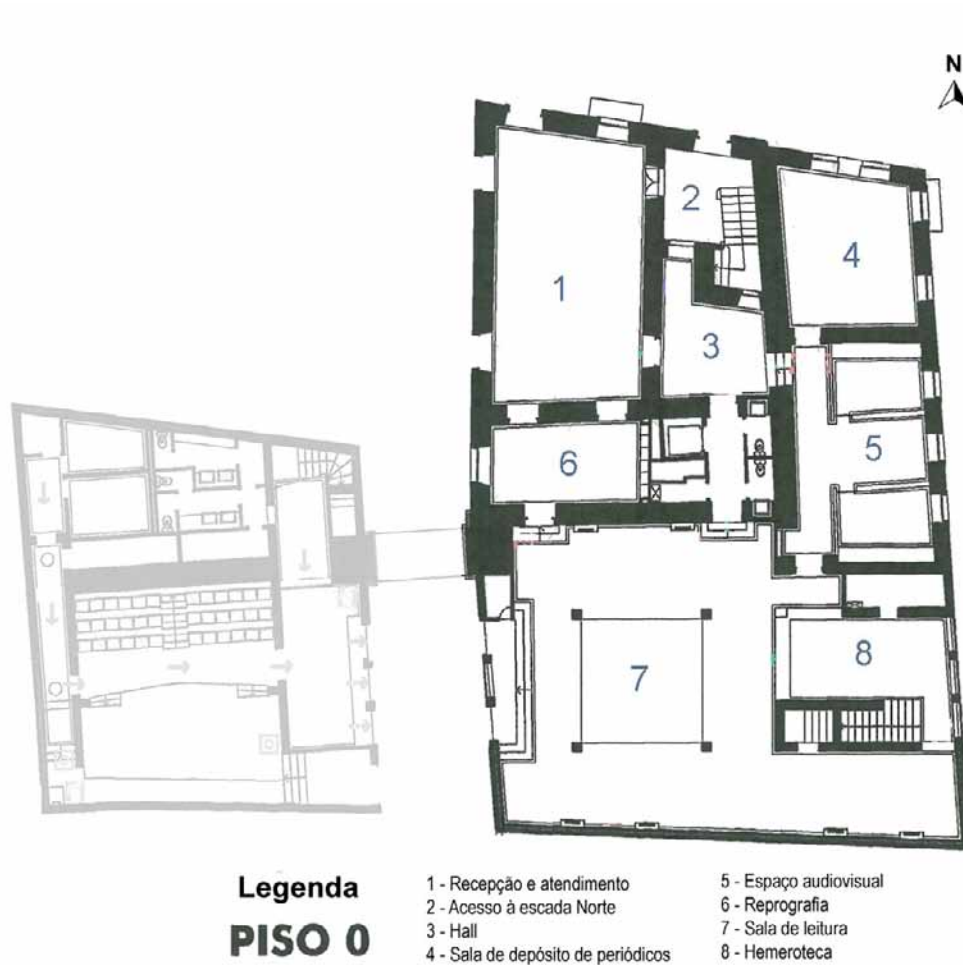 N
1
2
3
4
5
6
7
8
Legenda
PISO 0
1 - Recepção e atendimento
2 - Acesso à escada Norte
3 - Hall
4 - Sala de depósito de periódicos
5 - Espaço audiovisual
6 - Reprografia
7 - Sala de leitura
8 - Hemeroteca